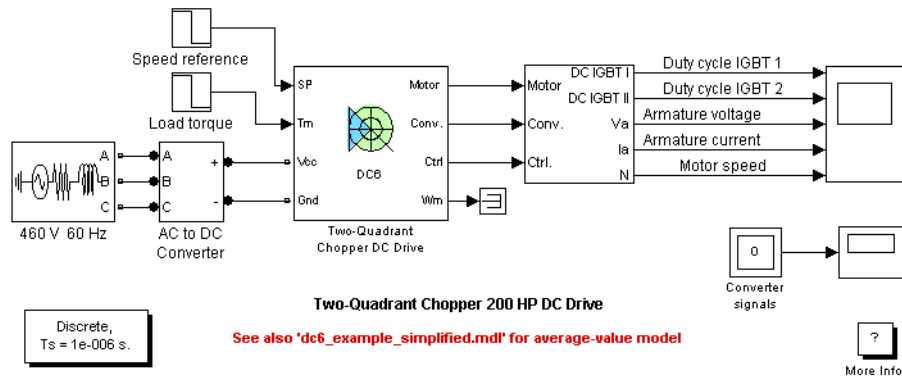 Speed reference
Load torque
A
B
C
460 V 60 Hz
A
B
C
+
-
AC to DC
Converter
SP
Tm
Vcc
Gnd
Motor
Conv.
Ctrl
Wm
DC6
Two-Quadrant
Chopper DC Drive
Motor
Conv.
Ctrl.
DC IGBT I
DC IGBT II
Va
Ia
N
Duty cycle IGBT 1
Duty cycle IGBT 2
Armature voltage
Armature current
Motor speed
0
Converter
signals
Two-Quadrant Chopper 200 HP DC Drive
See also 'dc6_example_simplified.mdl' for average-value model
Discrete,
Ts = 1e-006 s.
?
More Info